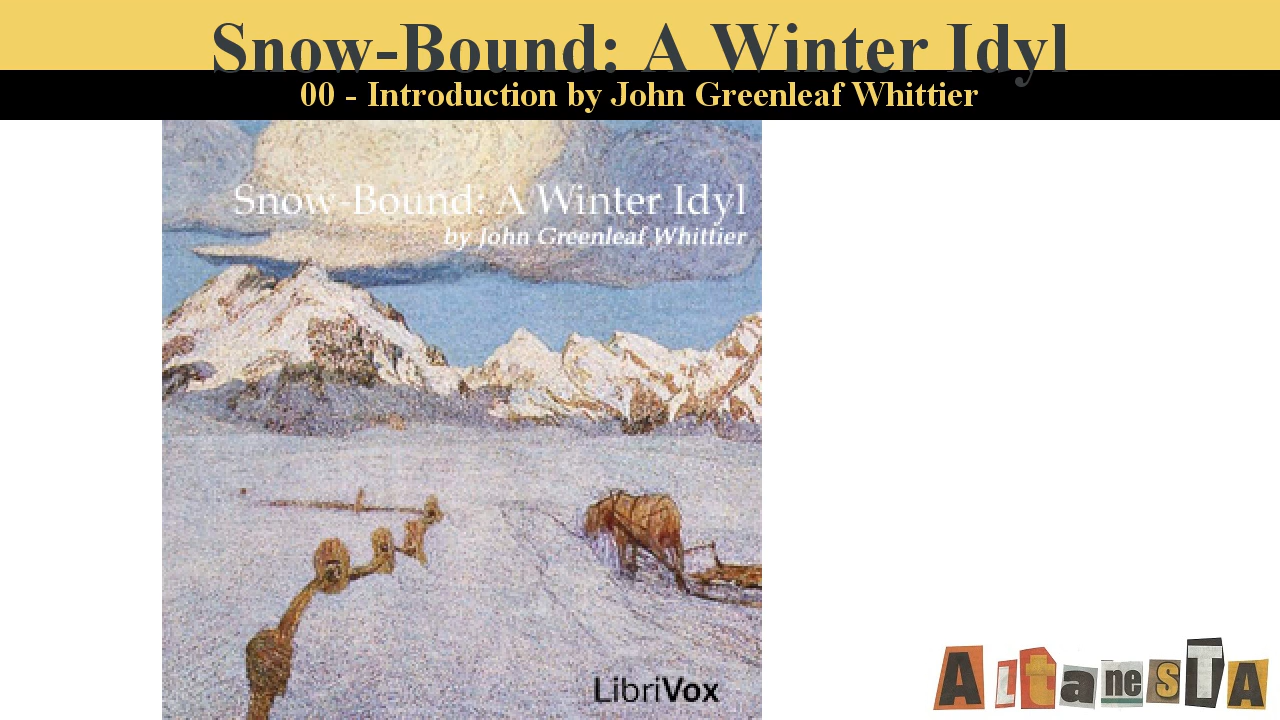 Snow-Bound: A Winter Idyl
00 - Introduction by John Greenleaf Whittier
Snow-Bound: A Winter Idyl
by John Greenleaf Whittier
LibriVox
ALtanesTA